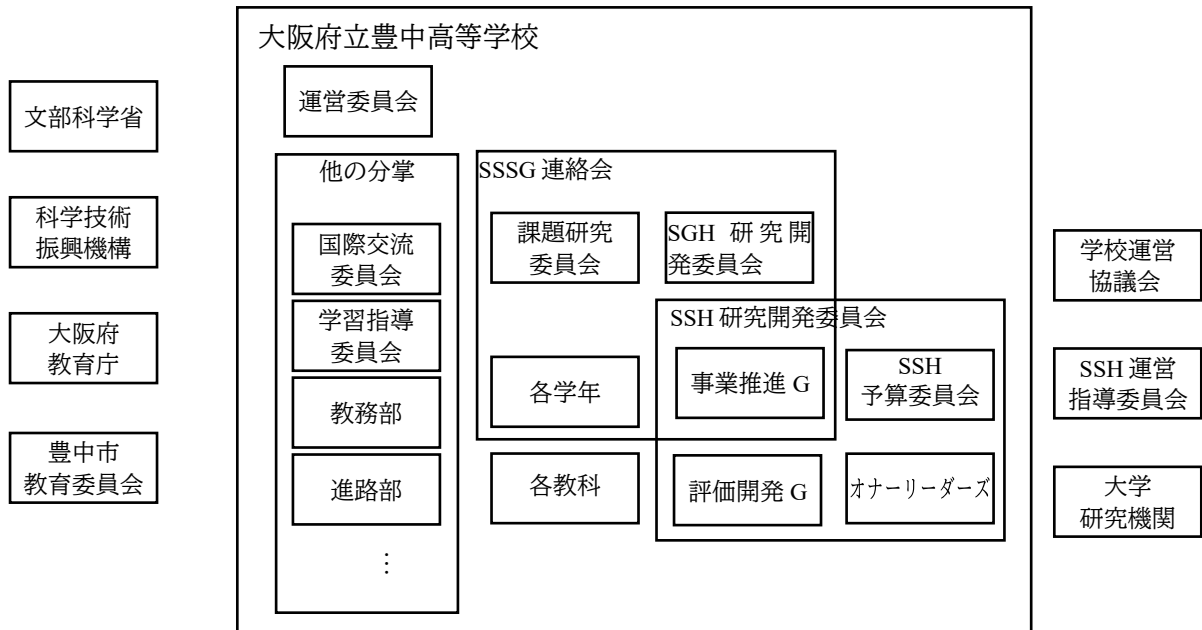 大阪府立豊中高等学校
運営委員会
文部科学省
科学技術
振興機構
大阪府
教育庁
豊中市
教育委員会
他の分掌
国際交流
委員会
学習指導
委員会
教務部
進路部
⋮
SSSG 連絡会
課題研究
委員会
SGH 研究開
発委員会
各学年
各教科
SSH 研究開発委員会
事業推進 G
SSH
予算委員会
評価開発 G
オナーリーダーズ
学校運営
協議会
SSH 運営
指導委員会
大学
研究機関